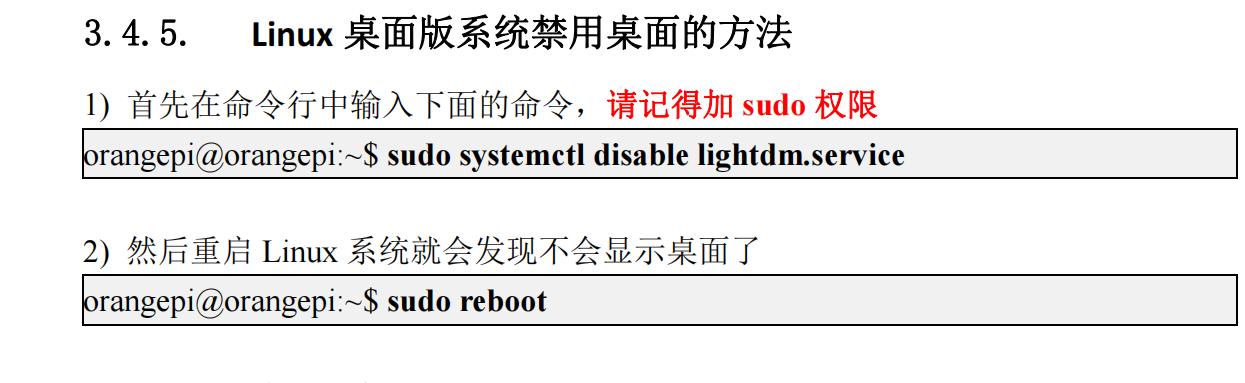 3.4.5. Linux 桌面版系统禁用桌面的方法
1) 首先在命令行中输入下面的命令，请记得加 sudo 权限
orangepi@orangepi:~$ sudo systemctl disable lightdm.service
2) 然后重启 Linux 系统就会发现不会显示桌面了
orangepi@orangepi:~$ sudo reboot